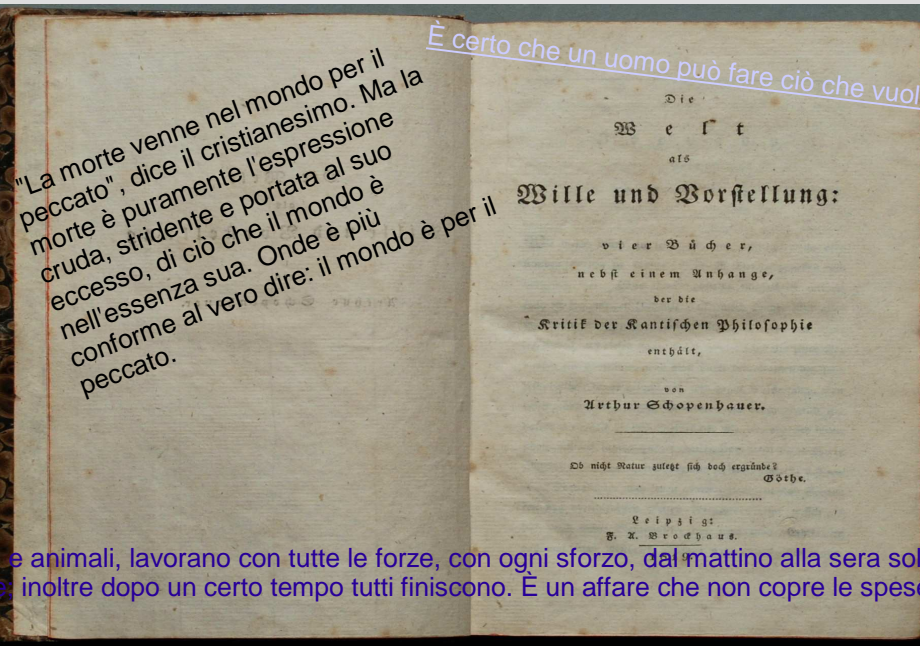 "La morte venne nel mondo per il
peccato", dice il cristianesimo. Ma la
morte è puramente l'espressione
cruda, stridente e portata al suo
eccesso, di ciò che il mondo è
nell'essenza sua. Onde è più
conforme al vero dire: il mondo è per il
peccato.
È certo che un uomo può fare ciò che vuol
Die
Welt
als
Wille und Vorſtellung:
vier Bücher,
nebſt einem Anhange,
der die
Kritik der Kantiſchen Philoſophie
enthält,
von
Arthur Schopenhauer.
Ob nicht Natur zuletzt ſich doch ergründe?
Göthe.
Leipzig:
F. A. Brockhaus.
e animali, lavorano con tutte le forze, con ogni sforzo, dal mattino alla sera sol
inoltre dopo un certo tempo tutti finiscono. È un affare che non copre le spese